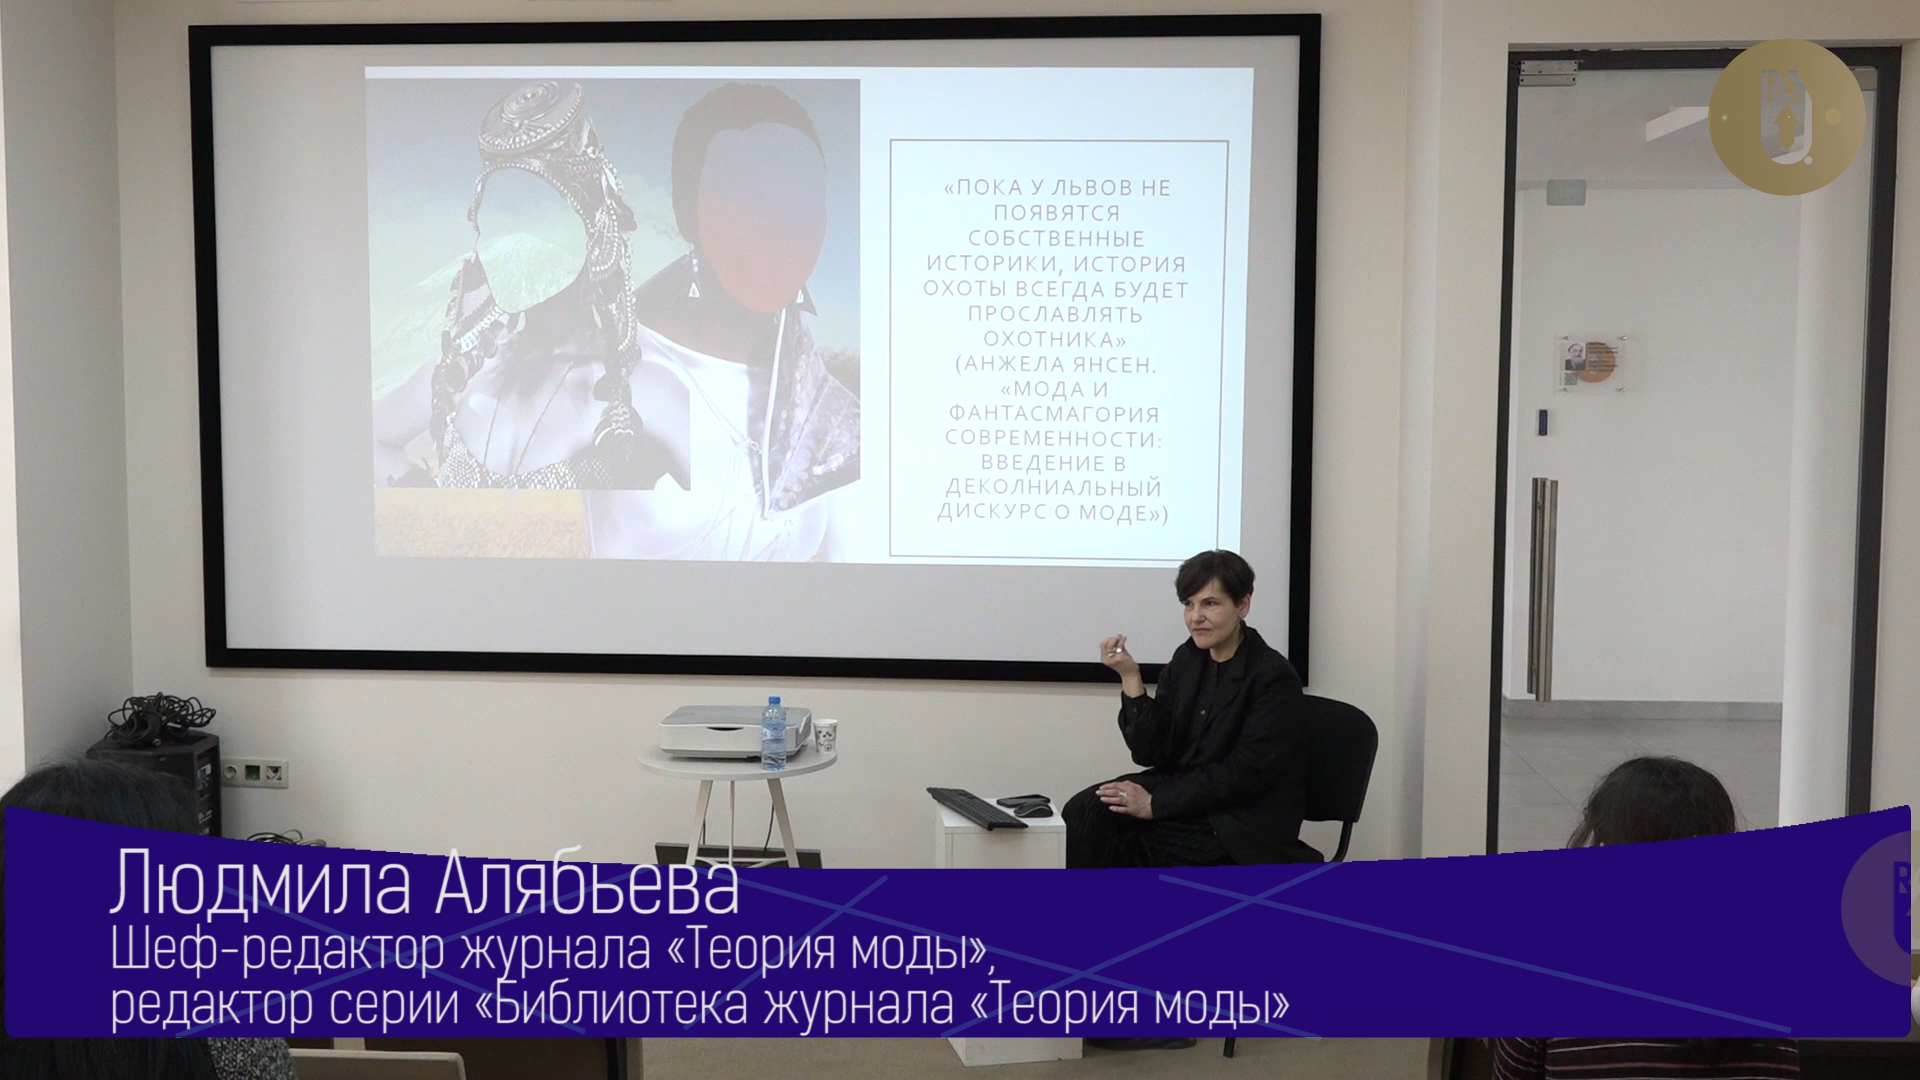 «ПОКА У ЛЬВОВ НЕ
ПОЯВЯТСЯ
СОБСТВЕННЫЕ
ИСТОРИКИ, ИСТОРИЯ
ОХОТЫ ВСЕГДА БУДЕТ
ПРОСЛАВЛЯТЬ
ОХОТНИКА»
(АНЖЕЛА ЯНСЕН.
«МОДА И
ФАНТАСМАГОРИЯ
СОВРЕМЕННОСТИ:
ВВЕДЕНИЕ В
ДЕКОЛНИАЛЬНЫЙ
ДИСКУРС О МОДЕ»)
Людмила Алябьева
Шеф-редактор журнала «Теория моды»,
редактор серии «Библиотека журнала «Теория моды»